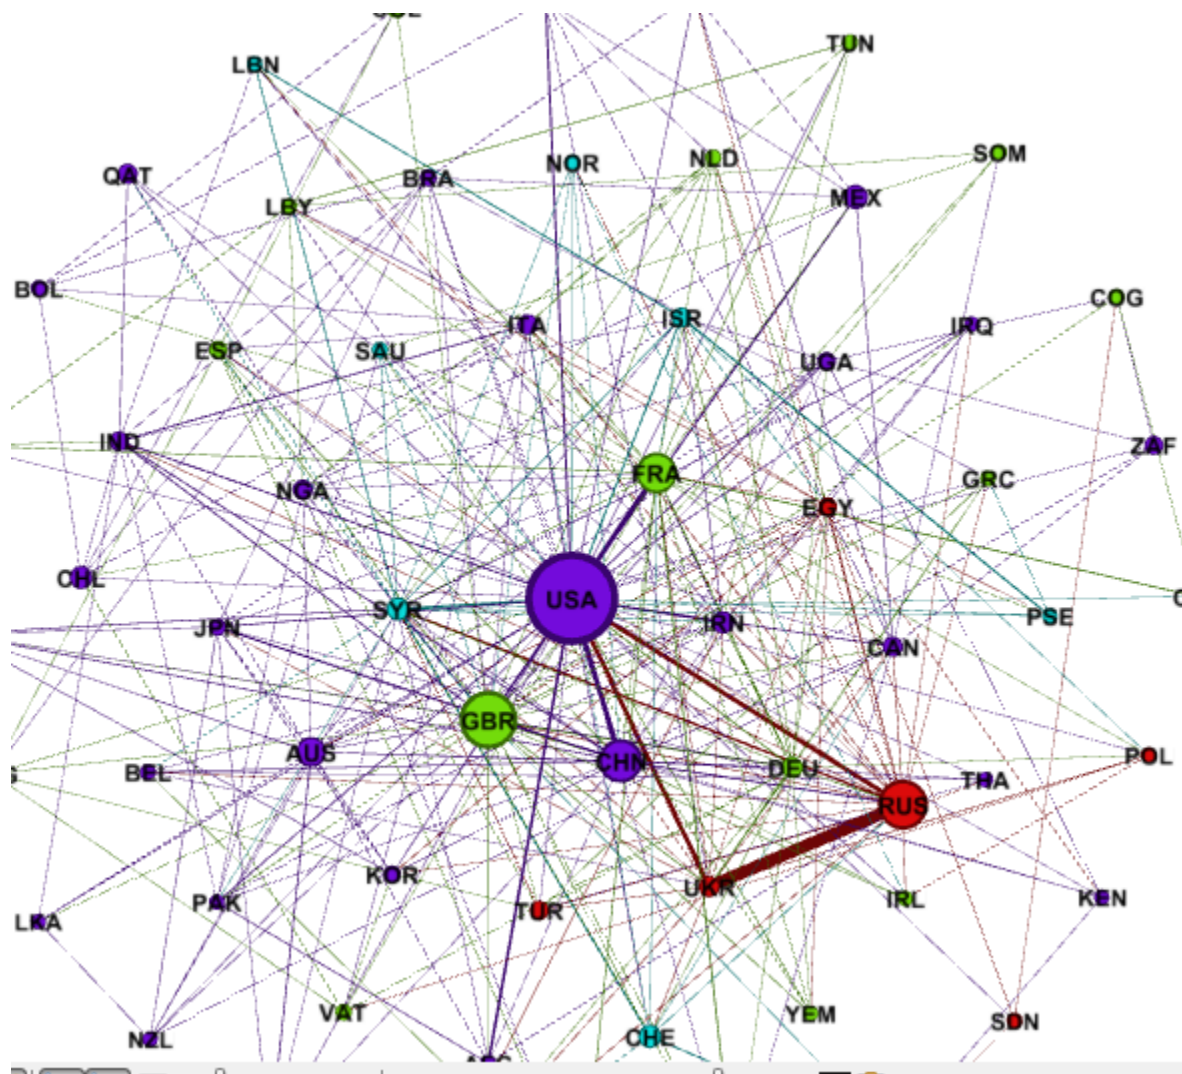 TUN
LBN
SOM
NLD
NOR
QAT
BRA
MEX
LBY
BOL
COG
ISR
ITA
IRQ
ESP
SAU
UGA
IND
ZAF
FRA
GRC
NGA
EGY
CHL
USA
SYR
PSE
IRN
JPN
CAN
GBR
AUS
POL
CHN
DEU
BEL
THA
RUS
KOR
UKR
KEN
IRL
PAK
TUR
LKA
VAT
YEM
SDN
CHE
NZL